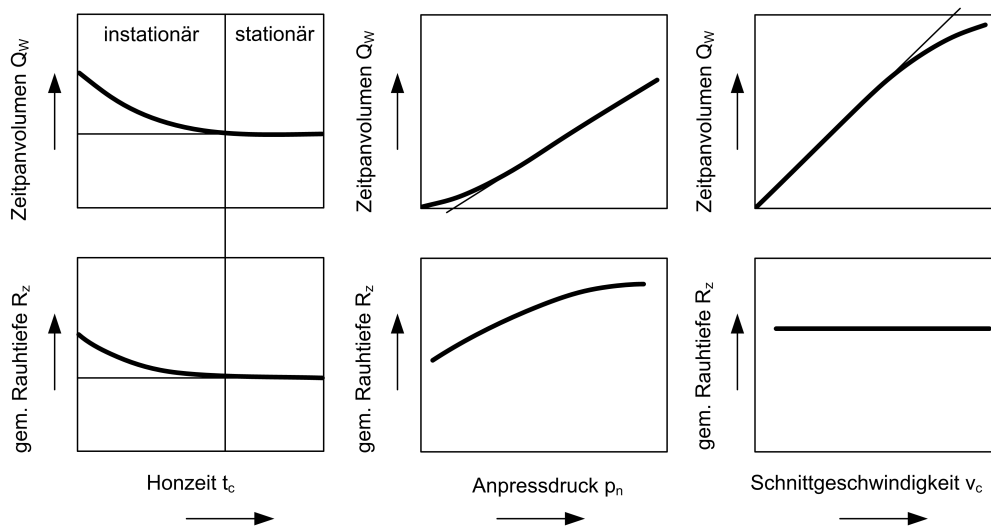 Zeitpanvolumen Q_W
instationär
stationär
Zeitpanvolumen Q_W
Zeitpanvolumen Q_W
gem. Rauhtiefe R_z
gem. Rauhtiefe R_z
gem. Rauhtiefe R_z
Honzeit t_c
Anpressdruck p_n
Schnittgeschwindigkeit v_c